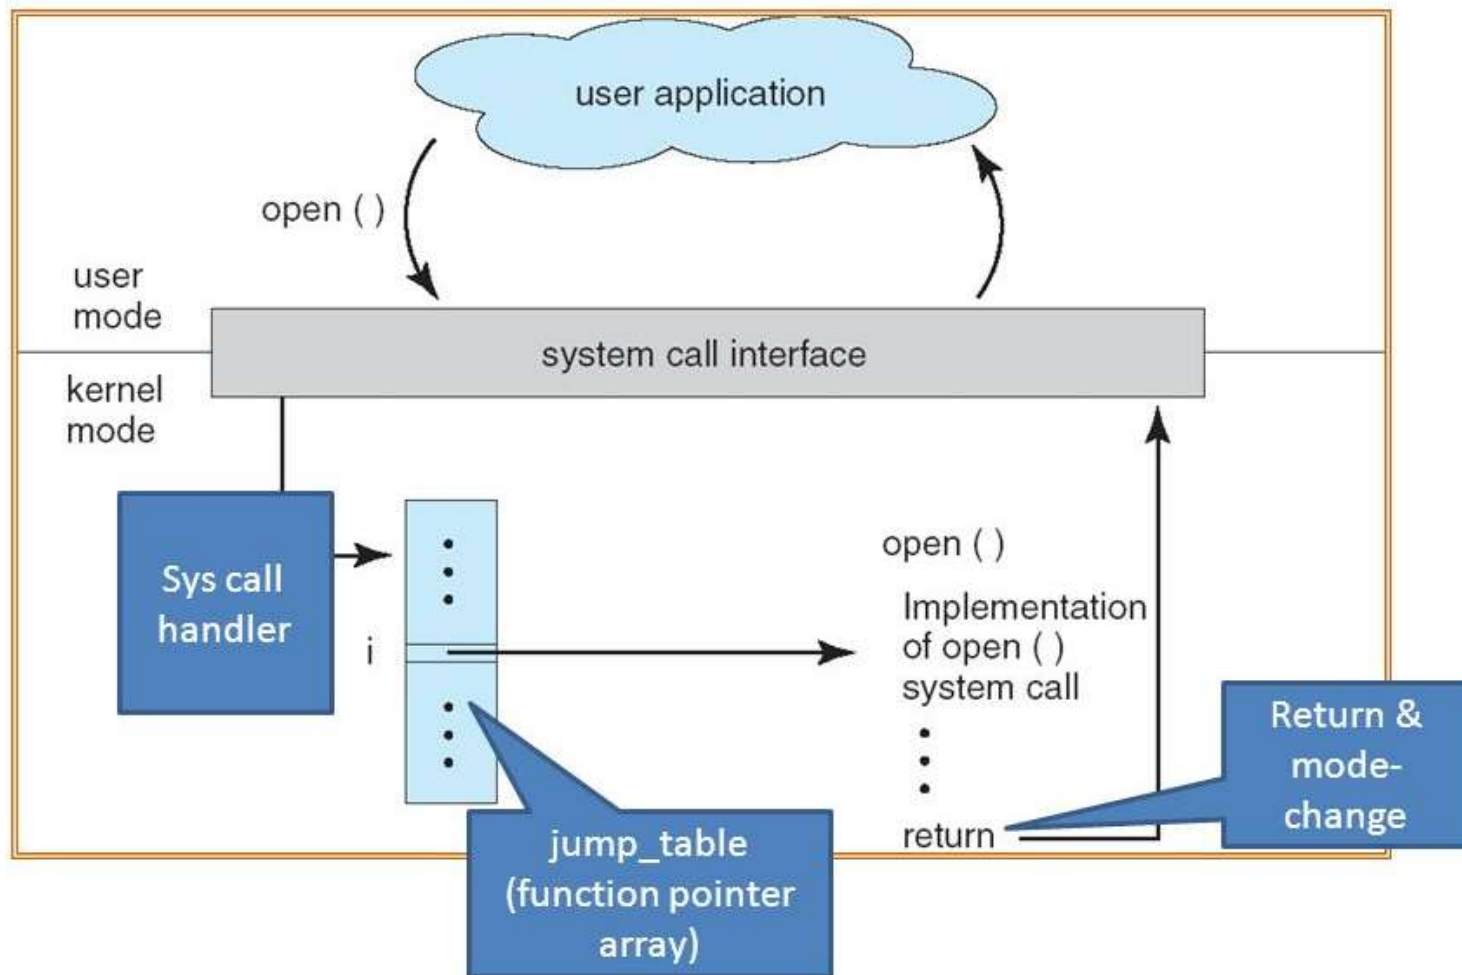 user application
open ( )
user
mode
system call interface
kernel
mode
Sys call
handler
i
open ( )
Implementation
of open ( )
system call
return
Return &
mode-
change
jump_table
(function pointer
array)